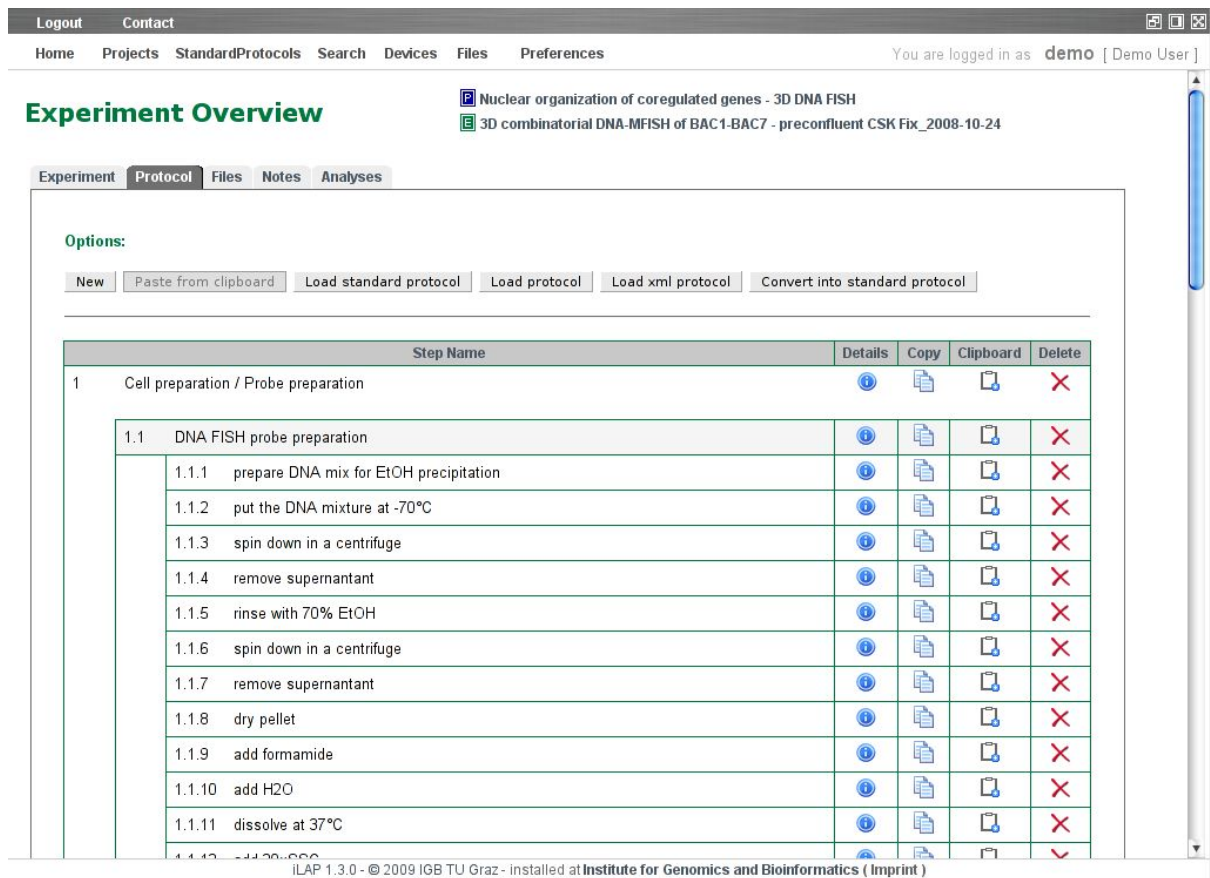 Logout Contact
Home Projects StandardProtocols Search Devices Files Preferences You are logged in as demo [ Demo User ]
Experiment Overview
P Nuclear organization of coregulated genes - 3D DNA FISH
E 3D combinatorial DNA-MFISH of BAC1-BAC7 - preconfluent CSK Fix_2008-10-24
Experiment Protocol Files Notes Analyses
Options:
New Paste from clipboard Load standard protocol Load protocol Load xml protocol Convert into standard protocol
Step Name Details Copy Clipboard Delete
1 Cell preparation / Probe preparation
1.1 DNA FISH probe preparation
1.1.1 prepare DNA mix for EtOH precipitation
1.1.2 put the DNA mixture at -70°C
1.1.3 spin down in a centrifuge
1.1.4 remove supernantant
1.1.5 rinse with 70% EtOH
1.1.6 spin down in a centrifuge
1.1.7 remove supernantant
1.1.8 dry pellet
1.1.9 add formamide
1.1.10 add H2O
1.1.11 dissolve at 37°C
1.1.12 add 20xSSC
iLAP 1.3.0 - © 2009 IGB TU Graz - installed at Institute for Genomics and Bioinformatics ( Imprint )